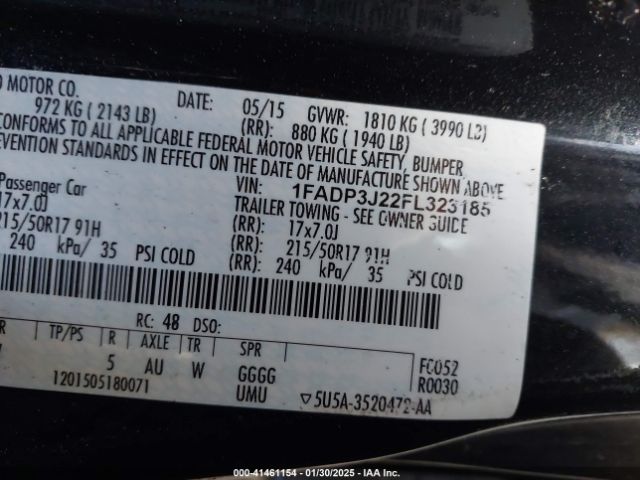 D MOTOR CO.
DATE: 05/15 GVWR: 1810 KG ( 3990 LB)
972 KG ( 2143 LB) (RR): 880 KG ( 1940 LB)
CONFORMS TO ALL APPLICABLE FEDERAL MOTOR VEHICLE SAFETY, BUMPER
EVENTION STANDARDS IN EFFECT ON THE DATE OF MANUFACTURE SHOWN ABOVE
Passenger Car VIN: 1FADP3J22FL323185
TRAILER TOWING - SEE OWNER GUIDE
17x7.0J (RR): 17x7.0J
215/50R17 91H (RR): 215/50R17 91H
240 kPa/ 35 PSI COLD (RR): 240 kPa/ 35 PSI COLD
RC: 48 DSO:
R TP/PS R AXLE TR SPR
5 AU W GGGG FC052
1201505180071 UMU R0030
▽5U5A-3520472-AA
000-41461154 - 01/30/2025 - IAA Inc.